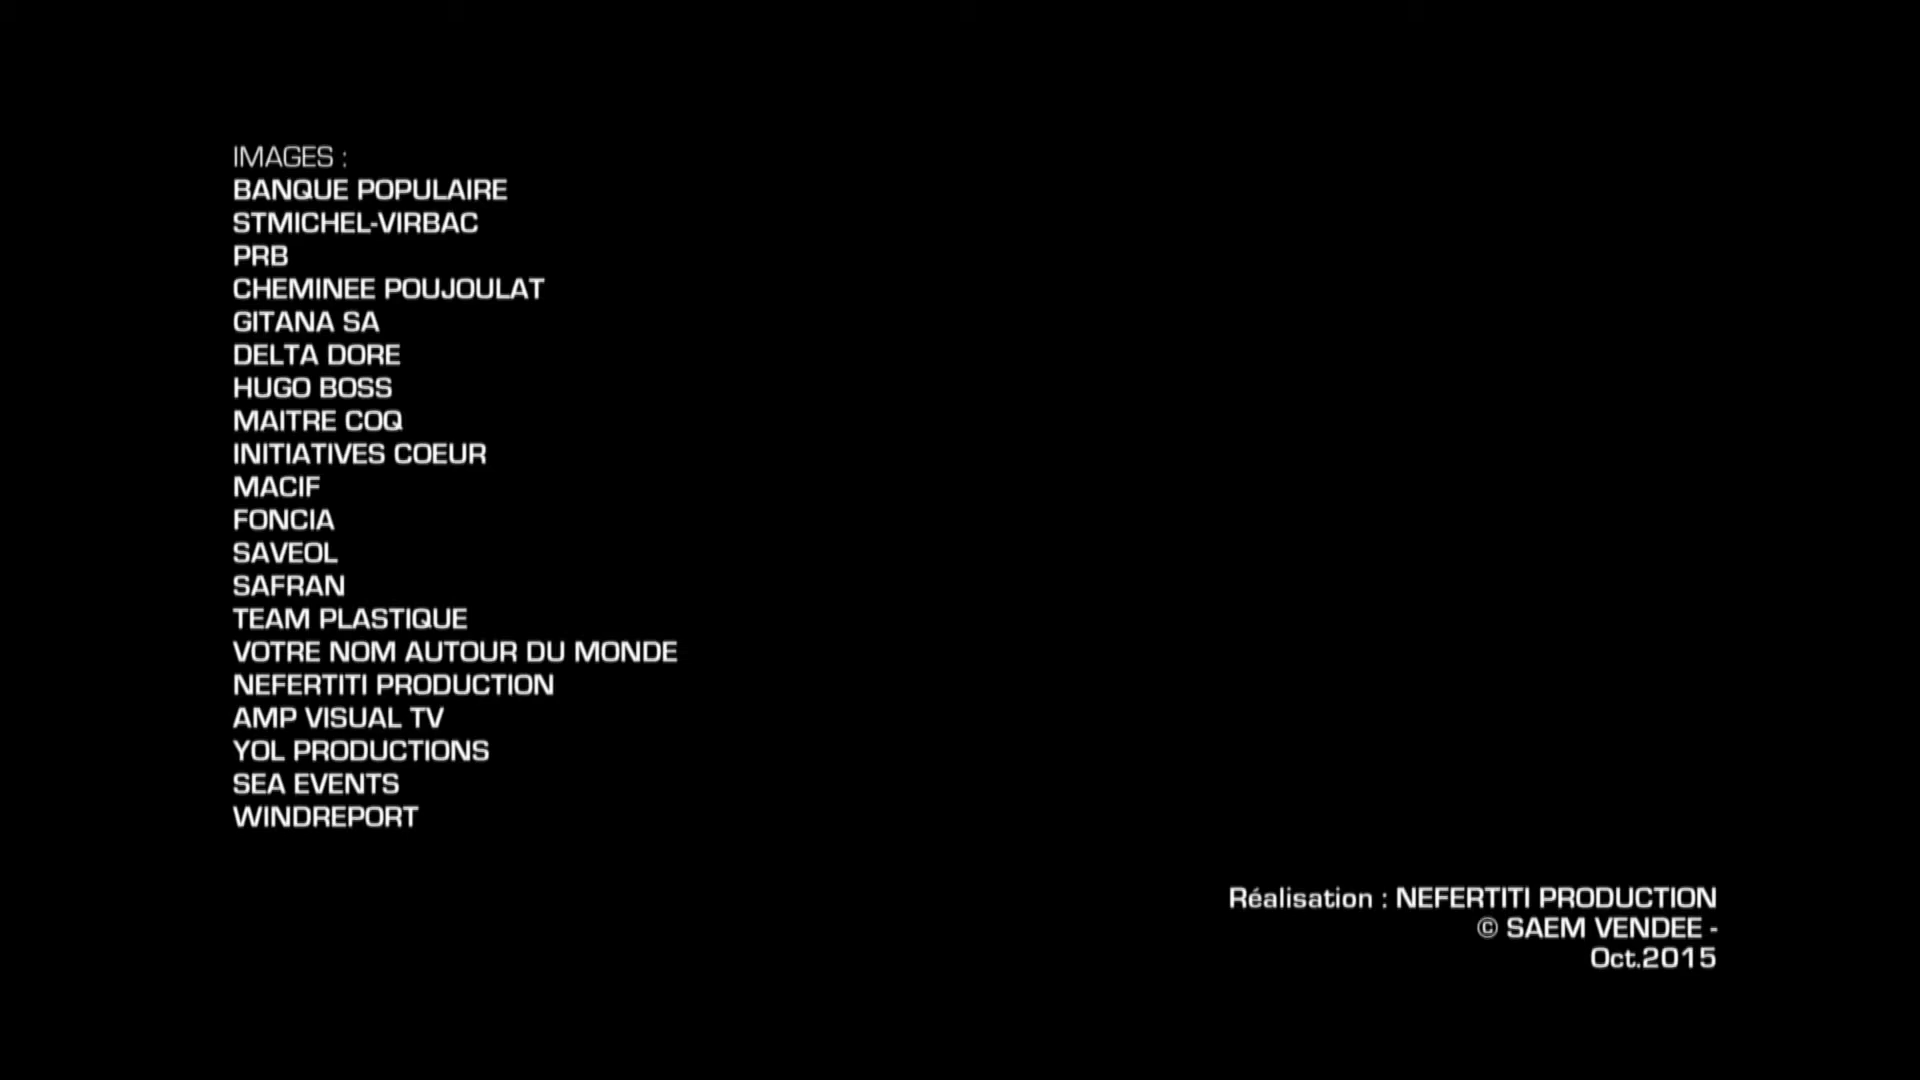 IMAGES :
BANQUE POPULAIRE
STMICHEL-VIRBAC
PRB
CHEMINEE POUJOULAT
GITANA SA
DELTA DORE
HUGO BOSS
MAITRE COQ
INITIATIVES COEUR
MACIF
FONCIA
SAVEOL
SAFRAN
TEAM PLASTIQUE
VOTRE NOM AUTOUR DU MONDE
NEFERTITI PRODUCTION
AMP VISUAL TV
YOL PRODUCTIONS
SEA EVENTS
WINDREPORT
Réalisation : NEFERTITI PRODUCTION
© SAEM VENDEE -
Oct.2015